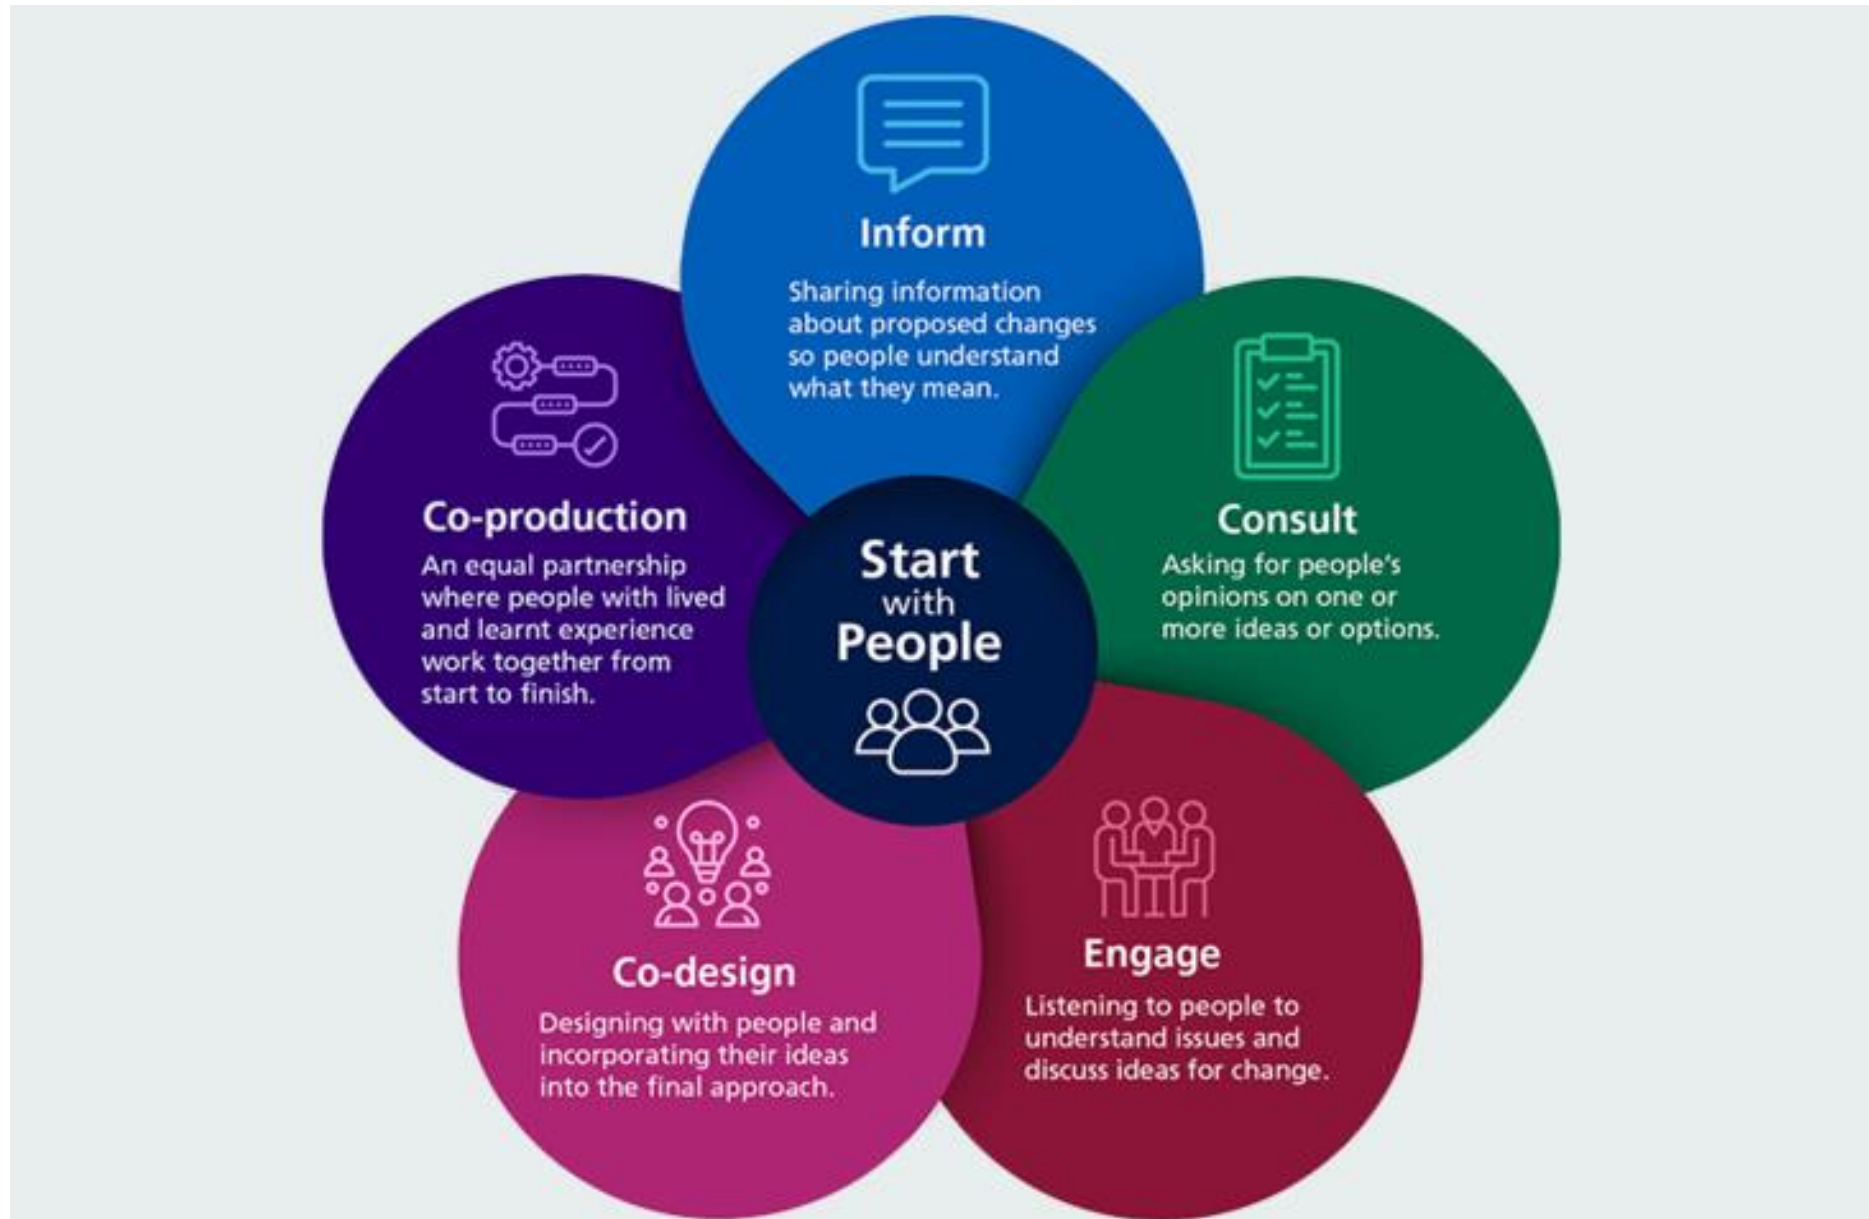 Inform
Sharing information
about proposed changes
so people understand
what they mean.
Consult
Asking for people's
opinions on one or
more ideas or options.
Engage
Listening to people to
understand issues and
discuss ideas for change.
Co-design
Designing with people and
incorporating their ideas
into the final approach.
Co-production
An equal partnership
where people with lived
and learnt experience
work together from
start to finish.
Start
with
People